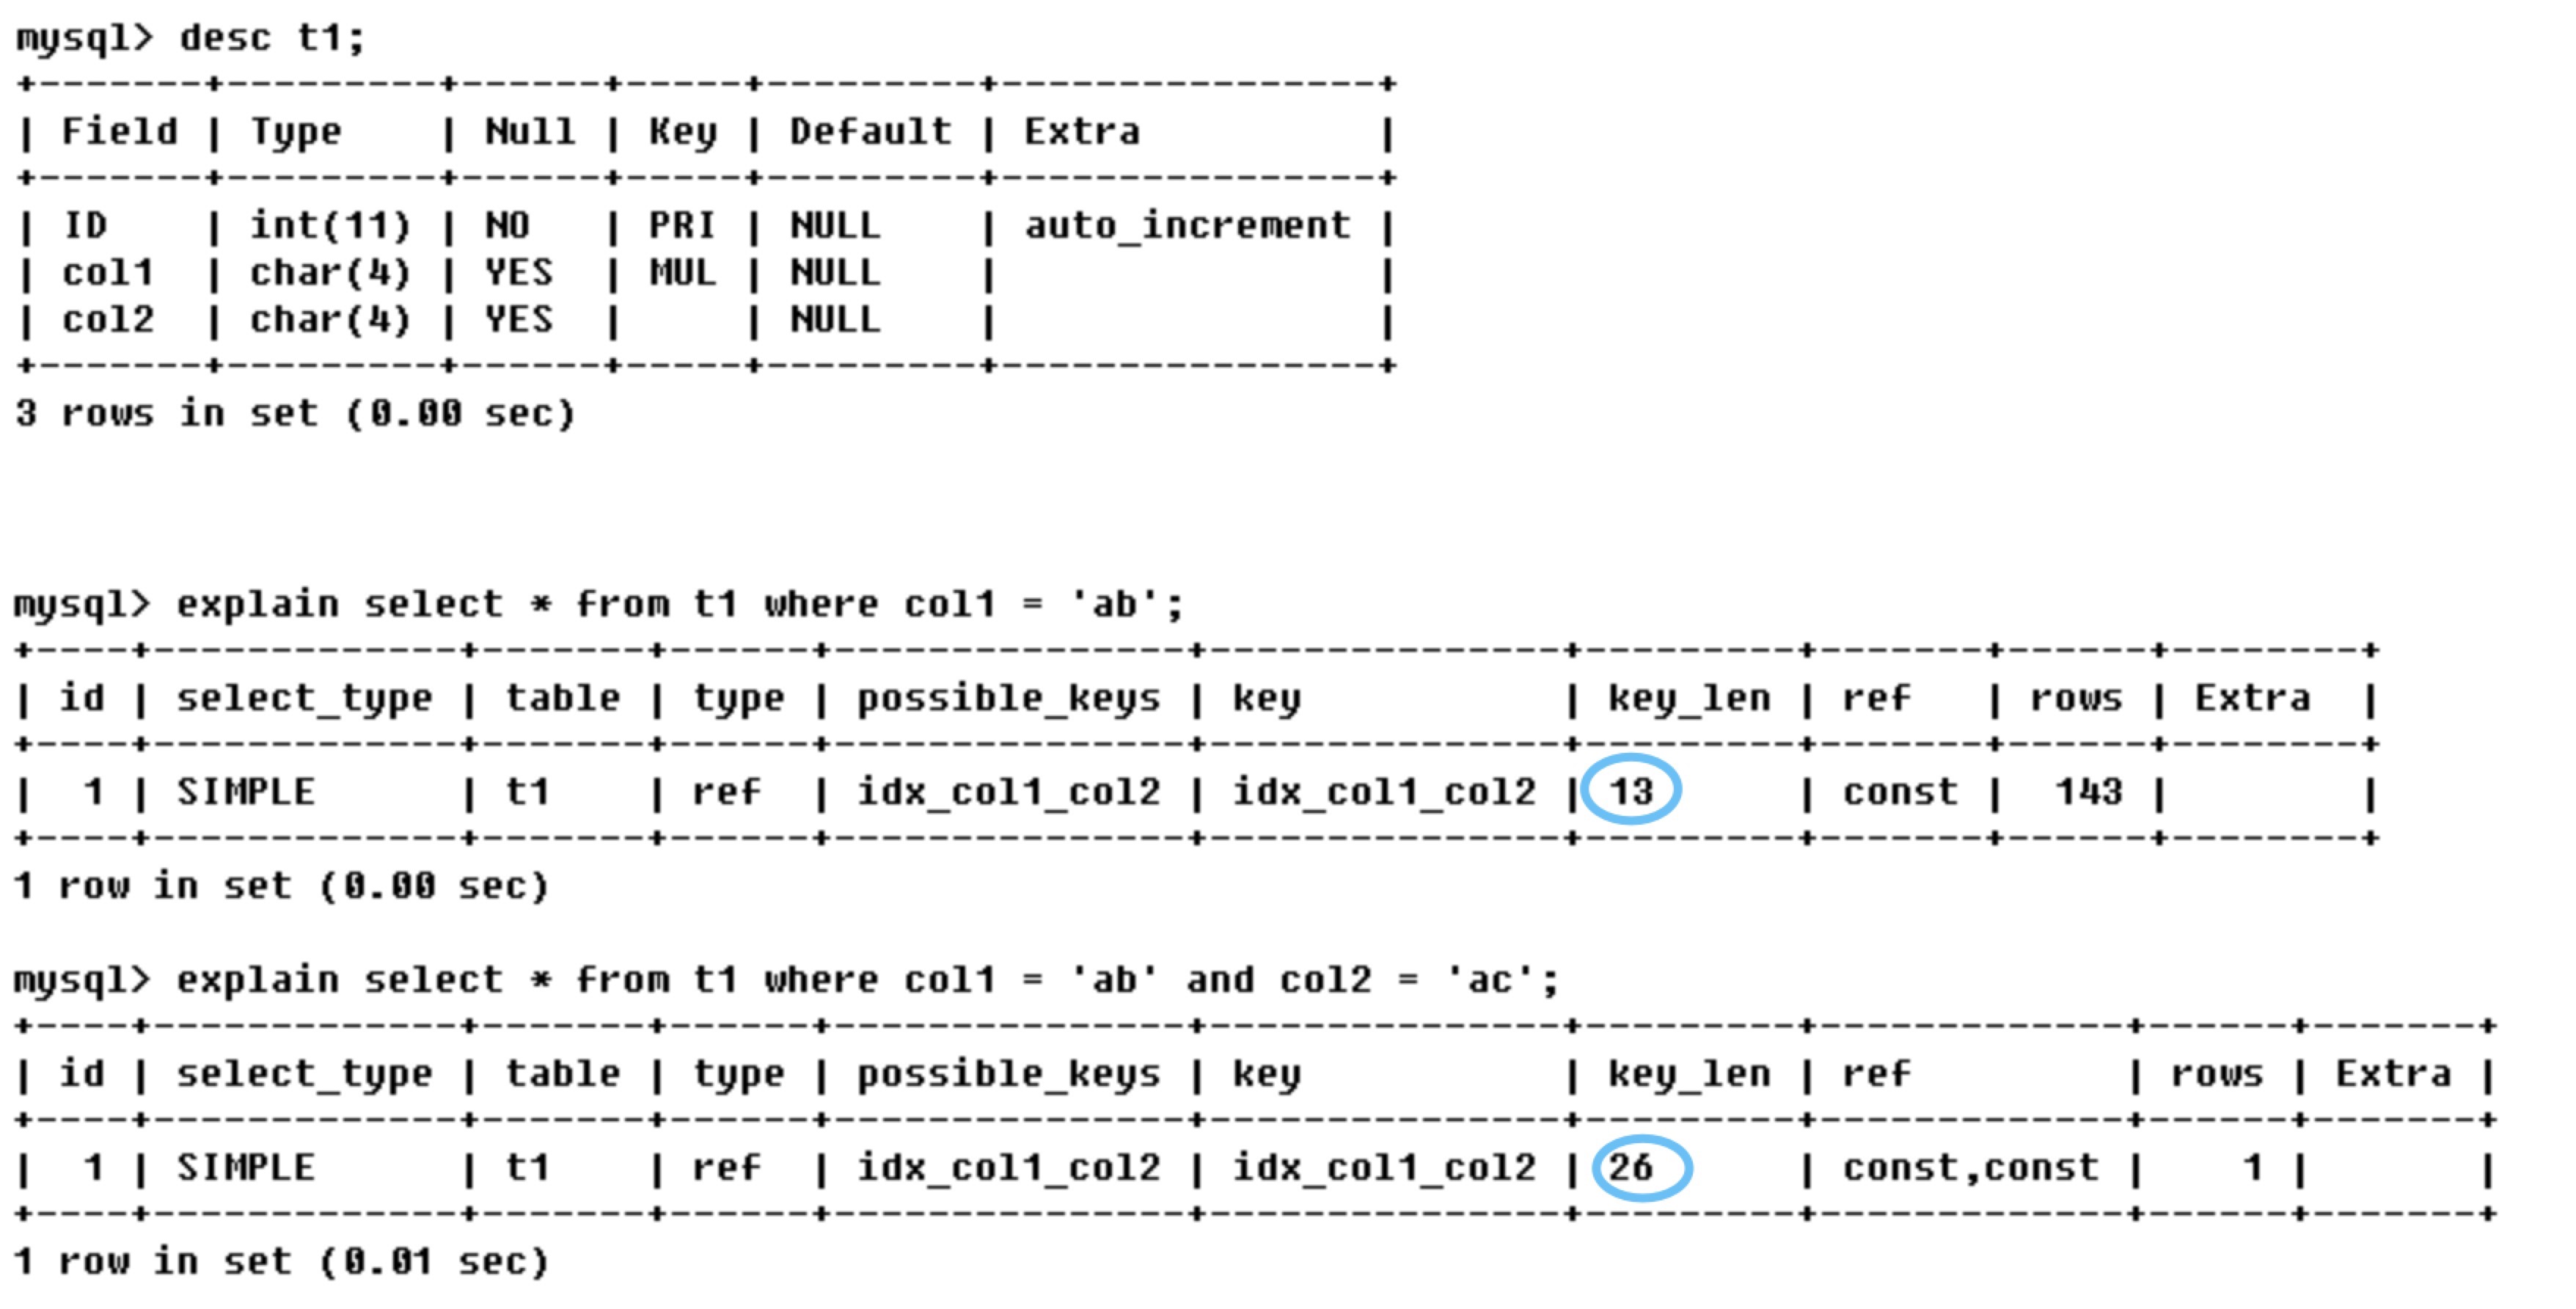 mysql> desc t1;
+-------+---------+------+-----+---------+----------------+
| Field | Type    | Null | Key | Default | Extra          |
+-------+---------+------+-----+---------+----------------+
| ID    | int(11) | NO   | PRI | NULL    | auto_increment |
| col1  | char(4) | YES  | MUL | NULL    |                |
| col2  | char(4) | YES  |     | NULL    |                |
+-------+---------+------+-----+---------+----------------+
3 rows in set (0.00 sec)
mysql> explain select * from t1 where col1 = 'ab';
+----+-------------+-------+------+---------------+---------------+---------+-------+------+--------+
| id | select_type | table | type | possible_keys | key           | key_len | ref   | rows | Extra  |
+----+-------------+-------+------+---------------+---------------+---------+-------+------+--------+
|  1 | SIMPLE      | t1    | ref  | idx_col1_col2 | idx_col1_col2 | 13      | const |  143 |        |
+----+-------------+-------+------+---------------+---------------+---------+-------+------+--------+
1 row in set (0.00 sec)
mysql> explain select * from t1 where col1 = 'ab' and col2 = 'ac';
+----+-------------+-------+------+---------------+---------------+---------+-------------+------+-------+
| id | select_type | table | type | possible_keys | key           | key_len | ref         | rows | Extra |
+----+-------------+-------+------+---------------+---------------+---------+-------------+------+-------+
|  1 | SIMPLE      | t1    | ref  | idx_col1_col2 | idx_col1_col2 | 26      | const,const |    1 |       |
+----+-------------+-------+------+---------------+---------------+---------+-------------+------+-------+
1 row in set (0.01 sec)